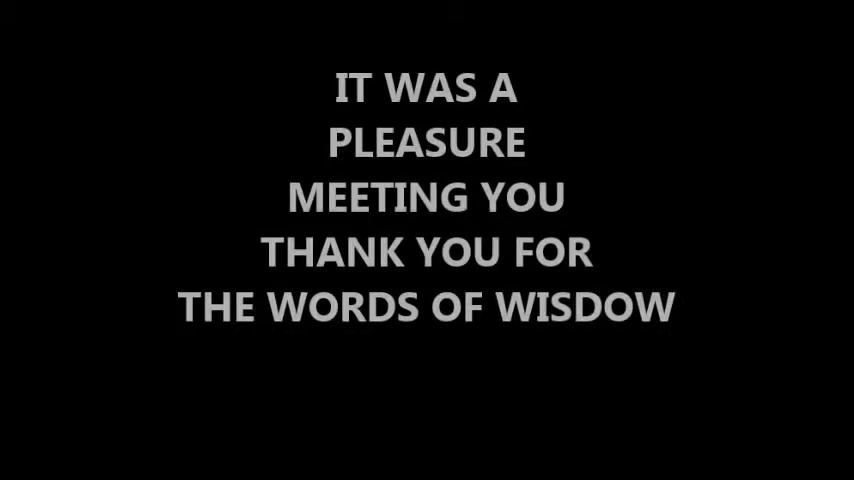 IT WAS A
PLEASURE
MEETING YOU
THANK YOU FOR
THE WORDS OF WISDOW